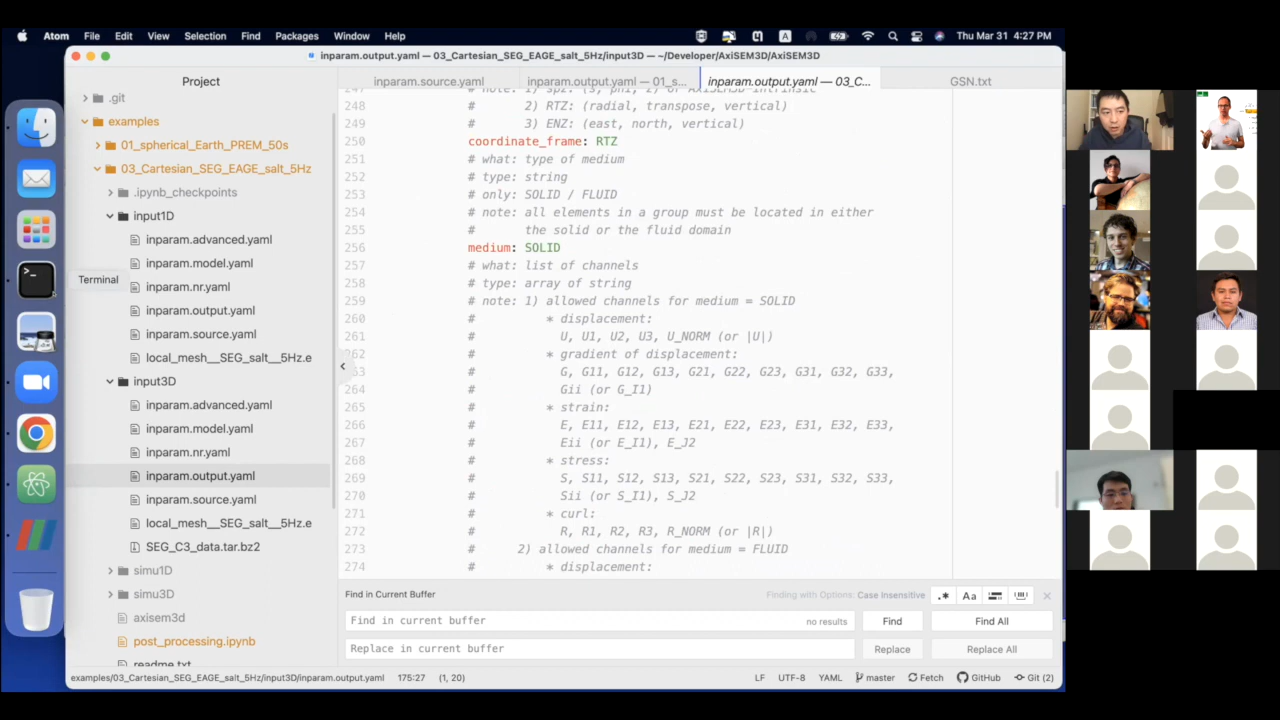 Atom File Edit View Selection Find Packages Window Help
Thu Mar 31 4:27 PM
inparam.output.yaml — 03_Cartesian_SEG_EAGE_salt_5Hz/input3D — ~/Developer/AxiSEM3D/AxiSEM3D
Project
inparam.source.yaml
inparam.output.yaml — 01_s...
inparam.output.yaml — 03_C...
GSN.txt
.git
examples
01_spherical_Earth_PREM_50s
03_Cartesian_SEG_EAGE_salt_5Hz
.ipynb_checkpoints
input1D
inparam.advanced.yaml
inparam.model.yaml
Terminal
inparam.nr.yaml
inparam.output.yaml
inparam.source.yaml
local_mesh__SEG_salt__5Hz.e
input3D
inparam.advanced.yaml
inparam.model.yaml
inparam.nr.yaml
inparam.output.yaml
inparam.source.yaml
local_mesh__SEG_salt__5Hz.e
SEG_C3_data.tar.bz2
simu1D
simu3D
axisem3d
post_processing.ipynb
readme.txt
248 # 2) RTZ: (radial, transpose, vertical)
249 # 3) ENZ: (east, north, vertical)
250 coordinate_frame: RTZ
251 # what: type of medium
252 # type: string
253 # only: SOLID / FLUID
254 # note: all elements in a group must be located in either
255 # the solid or the fluid domain
256 medium: SOLID
257 # what: list of channels
258 # type: array of string
259 # note: 1) allowed channels for medium = SOLID
260 # * displacement:
261 # U, U1, U2, U3, U_NORM (or |U|)
262 # * gradient of displacement:
263 # G, G11, G12, G13, G21, G22, G23, G31, G32, G33,
264 # Gii (or G_I1)
265 # * strain:
266 # E, E11, E12, E13, E21, E22, E23, E31, E32, E33,
267 # Eii (or E_I1), E_J2
268 # * stress:
269 # S, S11, S12, S13, S21, S22, S23, S31, S32, S33,
270 # Sii (or S_I1), S_J2
271 # * curl:
272 # R, R1, R2, R3, R_NORM (or |R|)
273 # 2) allowed channels for medium = FLUID
274 # * displacement:
Find in Current Buffer
Finding with Options: Case Insensitive
.* Aa
Find in current buffer
no results
Find
Find All
Replace in current buffer
Replace
Replace All
examples/03_Cartesian_SEG_EAGE_salt_5Hz/input3D/inparam.output.yaml 175:27 (1, 20)
LF UTF-8 YAML master Fetch GitHub Git (2)